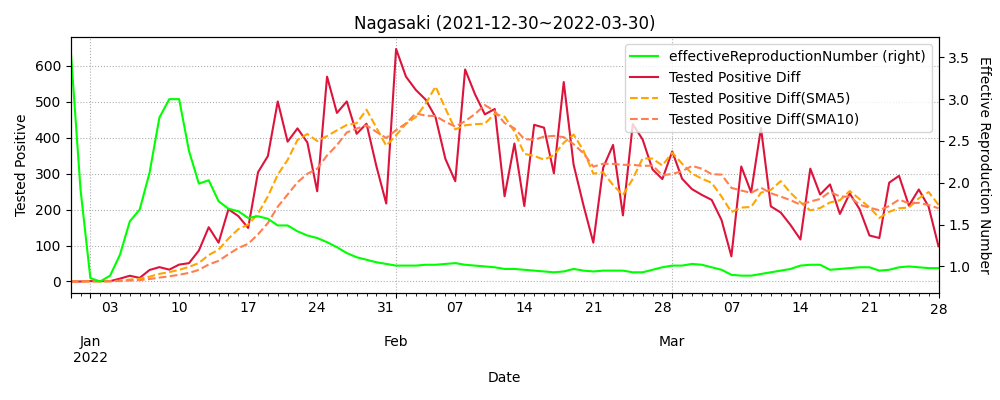 Nagasaki (2021-12-30~2022-03-30)
effectiveReproductionNumber (right)
Tested Positive Diff
Tested Positive Diff(SMA5)
Tested Positive Diff(SMA10)
Tested Positive
600
500
400
300
200
100
0
3.5
3.0
2.5
2.0
1.5
1.0
Effective Reproduction Number
03 10 17 24 31 07 14 21 28 07 14 21 28
Jan Feb Mar
2022
Date